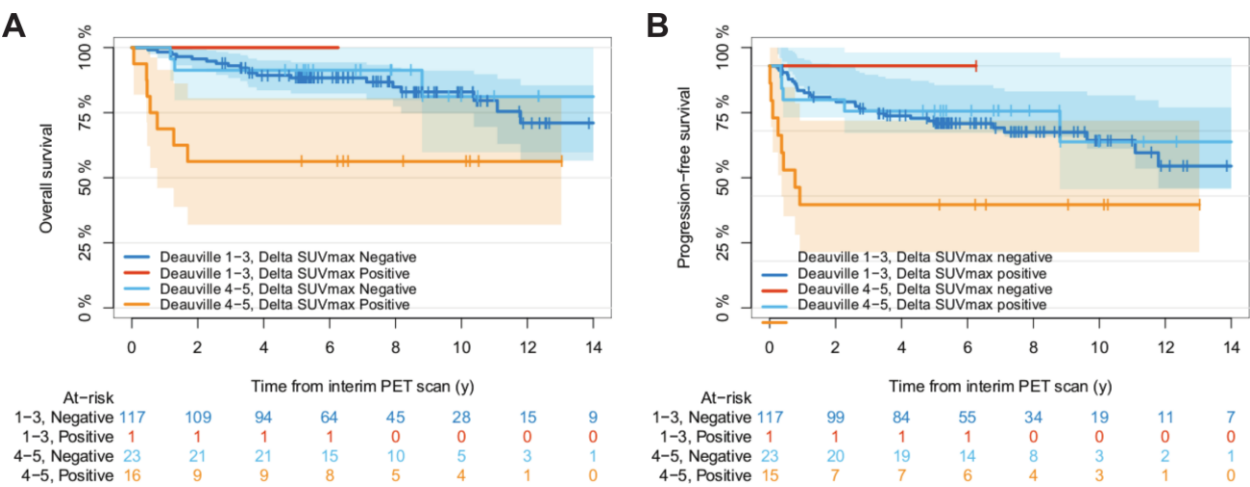 A
100 %
75 %
50 %
25 %
0 %
Overall survival
Deauville 1−3, Delta SUVmax Negative
Deauville 1−3, Delta SUVmax Positive
Deauville 4−5, Delta SUVmax Negative
Deauville 4−5, Delta SUVmax Positive
0 2 4 6 8 10 12 14
Time from interim PET scan (y)
At−risk
1−3, Negative 117 109 94 64 45 28 15 9
1−3, Positive 1 1 1 1 0 0 0 0
4−5, Negative 23 21 21 15 10 5 3 1
4−5, Positive 16 9 9 8 5 4 1 0
B
100 %
75 %
50 %
25 %
0 %
Progression−free survival
Deauville 1−3, Delta SUVmax negative
Deauville 1−3, Delta SUVmax positive
Deauville 4−5, Delta SUVmax negative
Deauville 4−5, Delta SUVmax positive
0 2 4 6 8 10 12 14
Time from interim PET scan (y)
At−risk
1−3, Negative 117 99 84 55 34 19 11 7
1−3, Positive 1 1 1 1 0 0 0 0
4−5, Negative 23 20 19 14 8 3 2 1
4−5, Positive 15 7 7 6 4 3 1 0